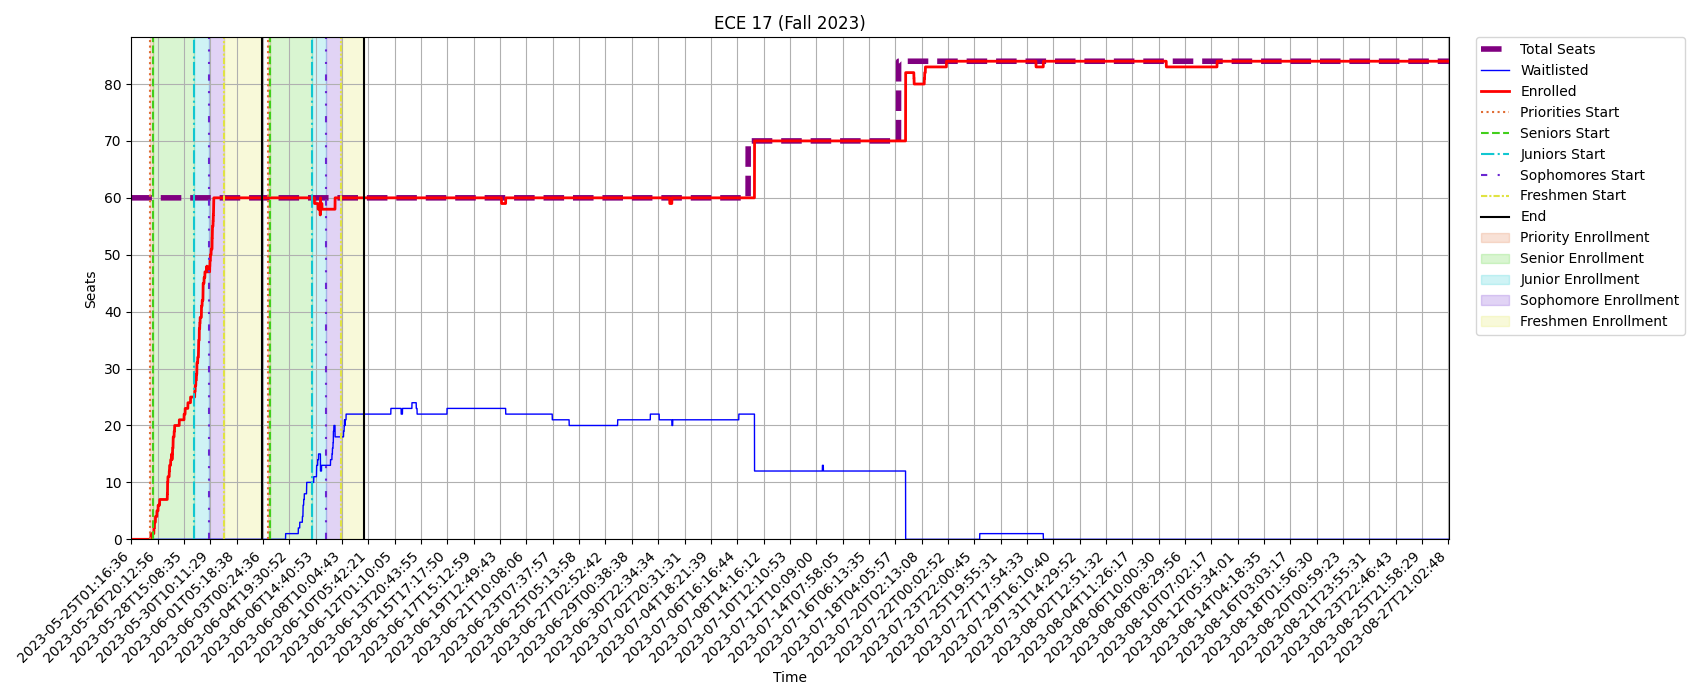 ECE 17 (Fall 2023)
Seats
80
70
60
50
40
30
20
10
0
2023-05-25T01:16:36
2023-05-26T20:12:56
2023-05-28T15:08:35
2023-05-30T10:11:29
2023-06-01T05:18:38
2023-06-03T00:24:36
2023-06-04T19:30:52
2023-06-06T14:40:53
2023-06-08T10:04:43
2023-06-10T05:42:21
2023-06-12T01:10:05
2023-06-13T20:43:55
2023-06-15T17:17:50
2023-06-17T15:12:59
2023-06-19T12:49:43
2023-06-21T10:08:06
2023-06-23T07:37:57
2023-06-25T05:13:58
2023-06-27T02:52:42
2023-06-29T00:38:38
2023-06-30T22:34:34
2023-07-02T20:31:31
2023-07-04T18:21:39
2023-07-06T16:16:44
2023-07-08T14:16:12
2023-07-10T12:10:53
2023-07-12T10:09:00
2023-07-14T07:58:05
2023-07-16T06:13:35
2023-07-18T04:05:57
2023-07-20T02:13:08
2023-07-22T00:02:52
2023-07-23T22:00:45
2023-07-25T19:55:31
2023-07-27T17:54:33
2023-07-29T16:10:40
2023-07-31T14:29:52
2023-08-02T12:51:32
2023-08-04T11:26:17
2023-08-06T10:00:30
2023-08-08T08:29:56
2023-08-10T07:02:17
2023-08-12T05:34:01
2023-08-14T04:18:35
2023-08-16T03:03:17
2023-08-18T01:56:30
2023-08-20T00:59:23
2023-08-21T23:55:31
2023-08-23T22:46:43
2023-08-25T21:58:29
2023-08-27T21:02:48
Time
Total Seats
Waitlisted
Enrolled
Priorities Start
Seniors Start
Juniors Start
Sophomores Start
Freshmen Start
End
Priority Enrollment
Senior Enrollment
Junior Enrollment
Sophomore Enrollment
Freshmen Enrollment